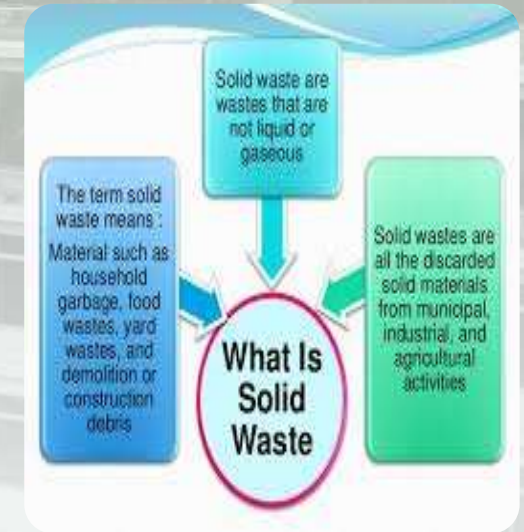 Solid waste are
wastes that are
not liquid or
gaseous
The term solid
waste means :
Material such as
household
garbage, food
wastes, yard
wastes, and
demolition or
construction
debris
Solid wastes are
all the discarded
solid materials
from municipal,
industrial, and
agricultural
activities
What Is
Solid
Waste